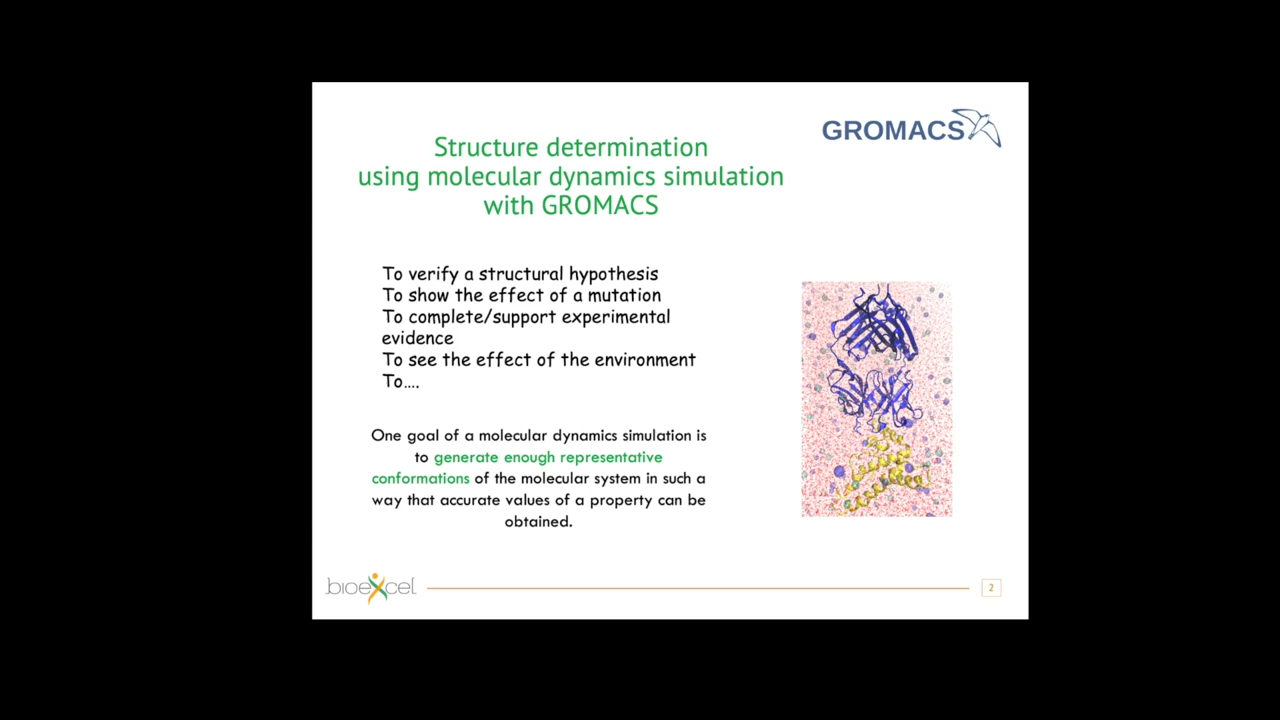 GROMACS
Structure determination
using molecular dynamics simulation
with GROMACS
To verify a structural hypothesis
To show the effect of a mutation
To complete/support experimental
evidence
To see the effect of the environment
To....
One goal of a molecular dynamics simulation is
to generate enough representative
conformations of the molecular system in such a
way that accurate values of a property can be
obtained.
bioexcel
2